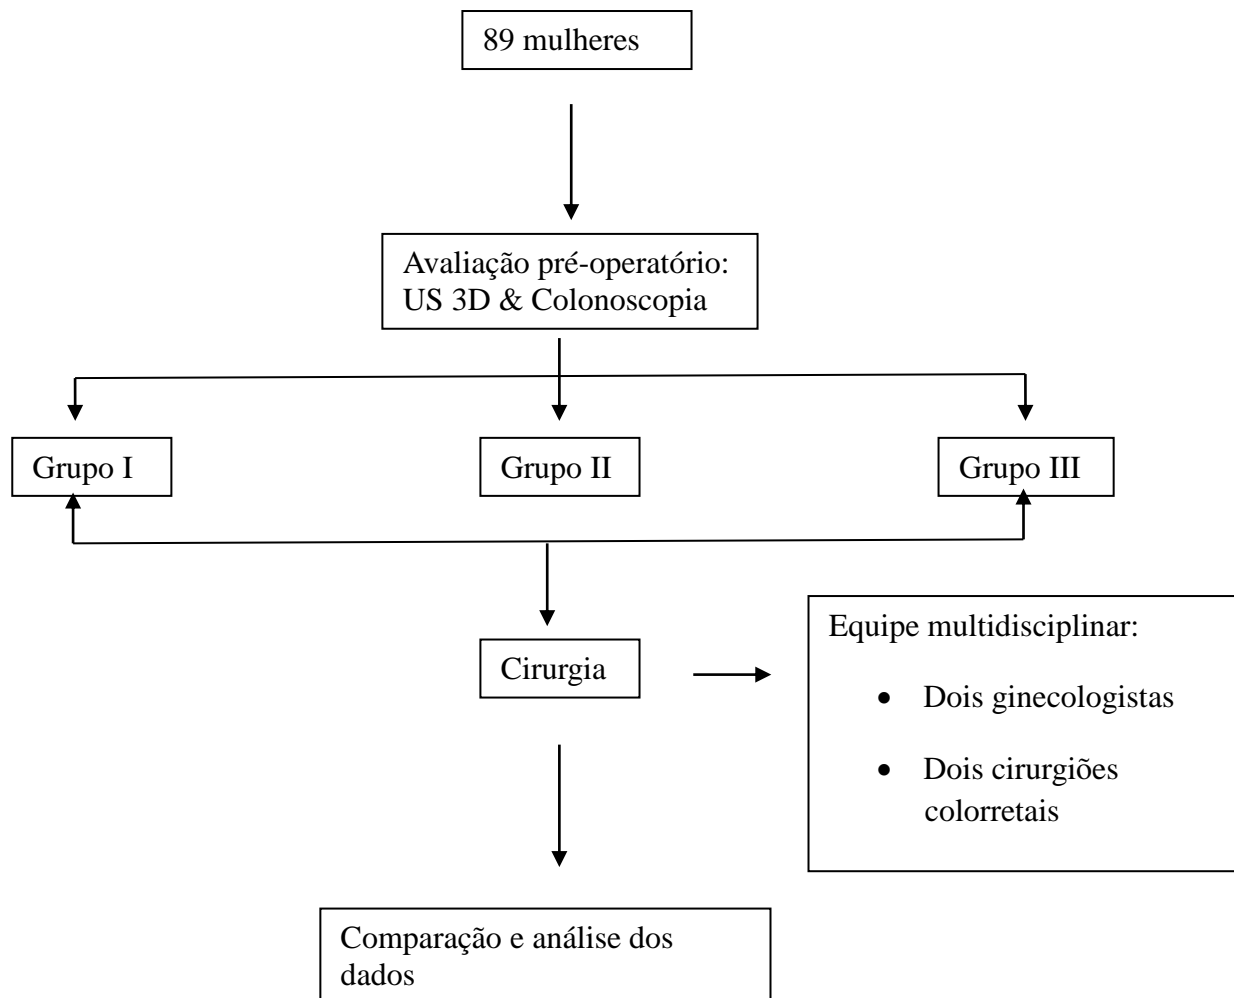 89 mulheres
Avaliação pré-operatório:
US 3D & Colonoscopia
Grupo I
Grupo II
Grupo III
Cirurgia
Equipe multidisciplinar:
• Dois ginecologistas
• Dois cirurgiões
colorretais
Comparação e análise dos
dados